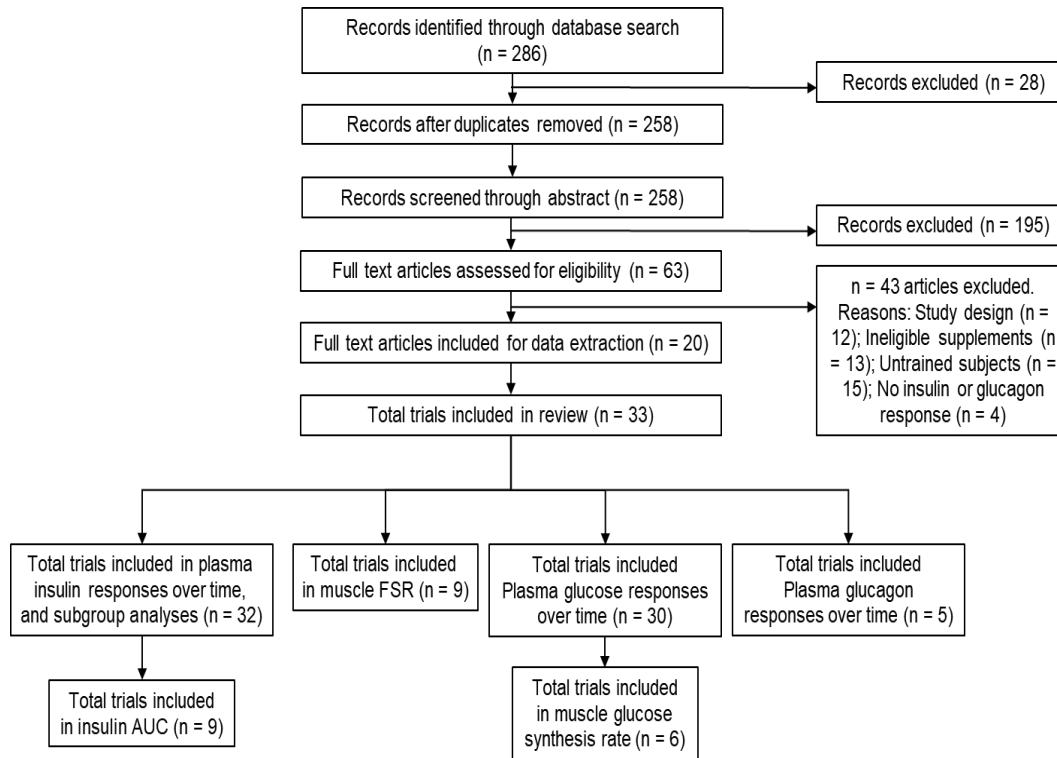 Records identified through database search
(n = 286)
Records excluded (n = 28)
Records after duplicates removed (n = 258)
Records screened through abstract (n = 258)
Records excluded (n = 195)
Full text articles assessed for eligibility (n = 63)
n = 43 articles excluded.
Reasons: Study design (n =
12); Ineligible supplements (n
= 13); Untrained subjects (n =
15); No insulin or glucagon
response (n = 4)
Full text articles included for data extraction (n = 20)
Total trials included in review (n = 33)
Total trials included in plasma
insulin responses over time,
and subgroup analyses (n = 32)
Total trials included
in muscle FSR (n = 9)
Total trials included
Plasma glucose responses
over time (n = 30)
Total trials included
Plasma glucagon
responses over time (n = 5)
Total trials included
in insulin AUC (n = 9)
Total trials included
in muscle glucose
synthesis rate (n = 6)